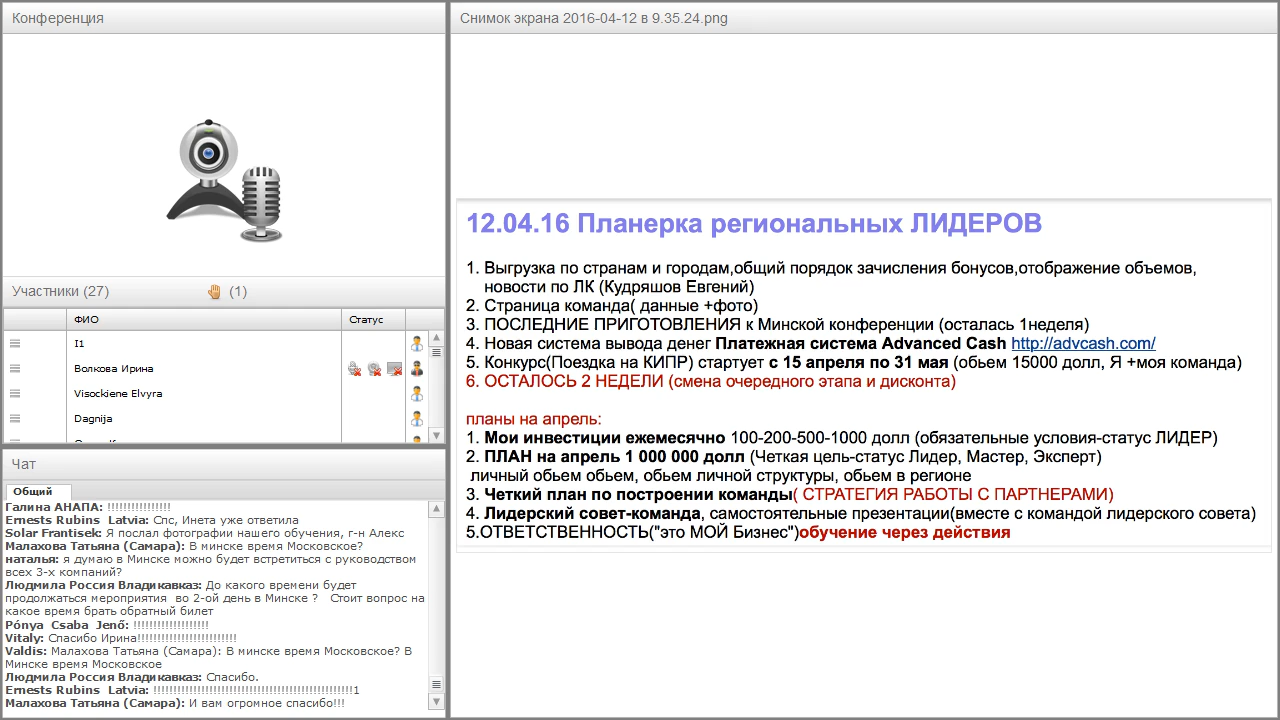 Конференция
Участники (27)
(1)
ФИО
Статус
I1
Волкова Ирина
Visockiene Elvyra
Dagnija
Чат
Общий
Галина АНАПА: !!!!!!!!!!!!!!!!
Ernests Rubins Latvia: Спс, Инета уже ответила
Solar Frantisek: Я послал фотографии нашего обучения, г-н Алекс
Малахова Татьяна (Самара): В минске время Московское?
наталья: я думаю в Минске можно будет встретиться с руководством
всех 3-х компаний?
Людмила Россия Владикавказ: До какого времени будет
продолжаться мероприятия во 2-ой день в Минске ? Стоит вопрос на
какое время брать обратный билет
Pónya Csaba Jenő: !!!!!!!!!!!!!!!!!!!
Vitaly: Спасибо Ирина!!!!!!!!!!!!!!!!!!!!!!!!!
Valdis: Малахова Татьяна (Самара): В минске время Московское? В
Минске время Московское
Людмила Россия Владикавказ: Спасибо.
Ernests Rubins Latvia: !!!!!!!!!!!!!!!!!!!!!!!!!!!!!!!!!!!!!!!!!!!!!!!!!!1
Малахова Татьяна (Самара): И вам огромное спасибо!!!
Снимок экрана 2016-04-12 в 9.35.24.png
12.04.16 Планерка региональных ЛИДЕРОВ
1. Выгрузка по странам и городам,общий порядок зачисления бонусов,отображение объемов,
новости по ЛК (Кудряшов Евгений)
2. Страница команда( данные +фото)
3. ПОСЛЕДНИЕ ПРИГОТОВЛЕНИЯ к Минской конференции (осталась 1неделя)
4. Новая система вывода денег Платежная система Advanced Cash http://advcash.com/
5. Конкурс(Поездка на КИПР) стартует с 15 апреля по 31 мая (обьем 15000 долл, Я +моя команда)
6. ОСТАЛОСЬ 2 НЕДЕЛИ (смена очередного этапа и дисконта)
планы на апрель:
1. Мои инвестиции ежемесячно 100-200-500-1000 долл (обязательные условия-статус ЛИДЕР)
2. ПЛАН на апрель 1 000 000 долл (Четкая цель-статус Лидер, Мастер, Эксперт)
личный обьем обьем, обьем личной структуры, обьем в регионе
3. Четкий план по построении команды( СТРАТЕГИЯ РАБОТЫ С ПАРТНЕРАМИ)
4. Лидерский совет-команда, самостоятельные презентации(вместе с командой лидерского совета)
5.ОТВЕТСТВЕННОСТЬ("это МОЙ Бизнес")обучение через действия